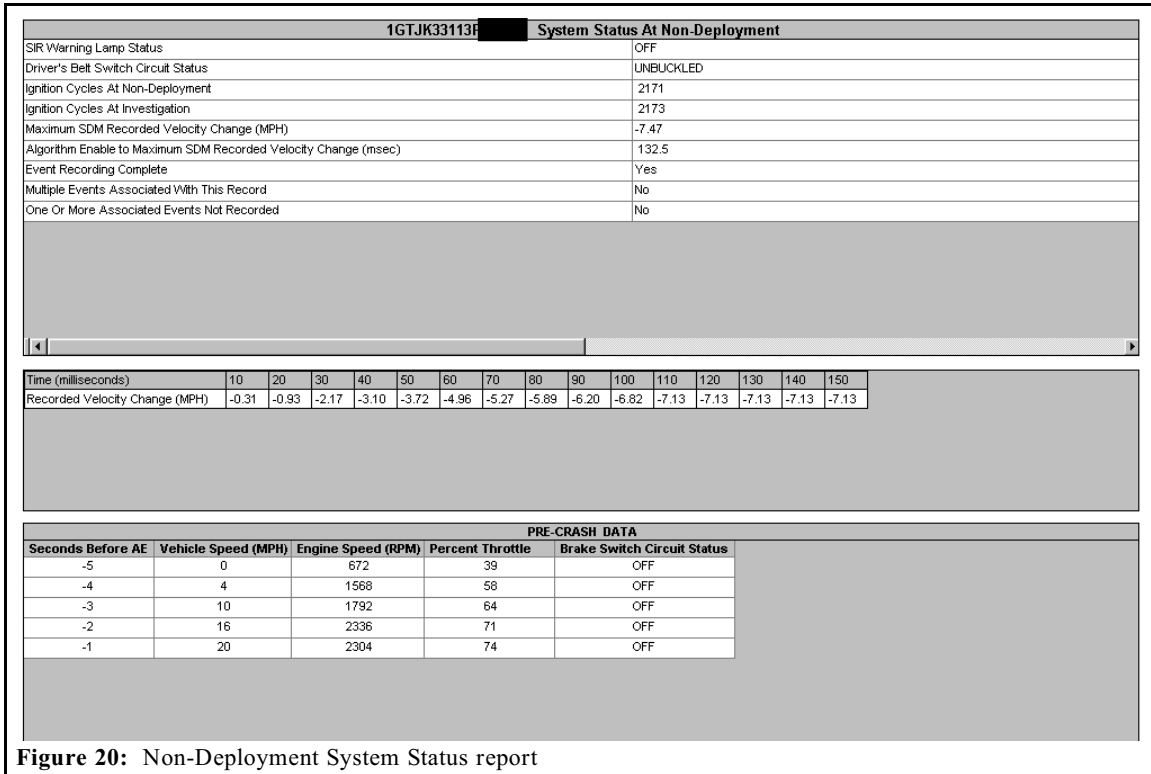 1GTJK33113F System Status At Non-Deployment
SIR Warning Lamp Status OFF
Driver's Belt Switch Circuit Status UNBUCKLED
Ignition Cycles At Non-Deployment 2171
Ignition Cycles At Investigation 2173
Maximum SDM Recorded Velocity Change (MPH) -7.47
Algorithm Enable to Maximum SDM Recorded Velocity Change (msec) 132.5
Event Recording Complete Yes
Multiple Events Associated With This Record No
One Or More Associated Events Not Recorded No
Time (milliseconds) 10 20 30 40 50 60 70 80 90 100 110 120 130 140 150
Recorded Velocity Change (MPH) -0.31 -0.93 -2.17 -3.10 -3.72 -4.96 -5.27 -5.89 -6.20 -6.82 -7.13 -7.13 -7.13 -7.13 -7.13
PRE-CRASH DATA
Seconds Before AE Vehicle Speed (MPH) Engine Speed (RPM) Percent Throttle Brake Switch Circuit Status
-5 0 672 39 OFF
-4 4 1568 58 OFF
-3 10 1792 64 OFF
-2 16 2336 71 OFF
-1 20 2304 74 OFF
Figure 20: Non-Deployment System Status report